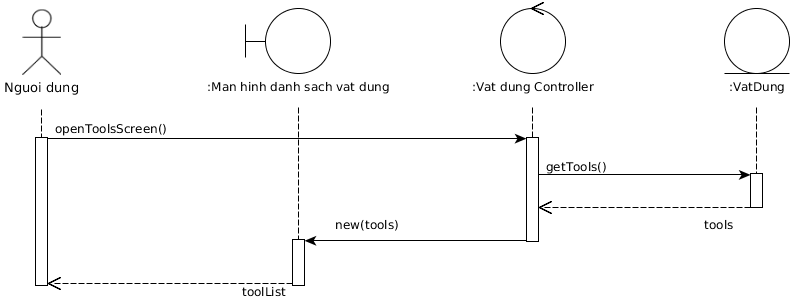 Nguoi dung
:Man hinh danh sach vat dung
:Vat dung Controller
:VatDung
openToolsScreen()
getTools()
tools
new(tools)
toolList